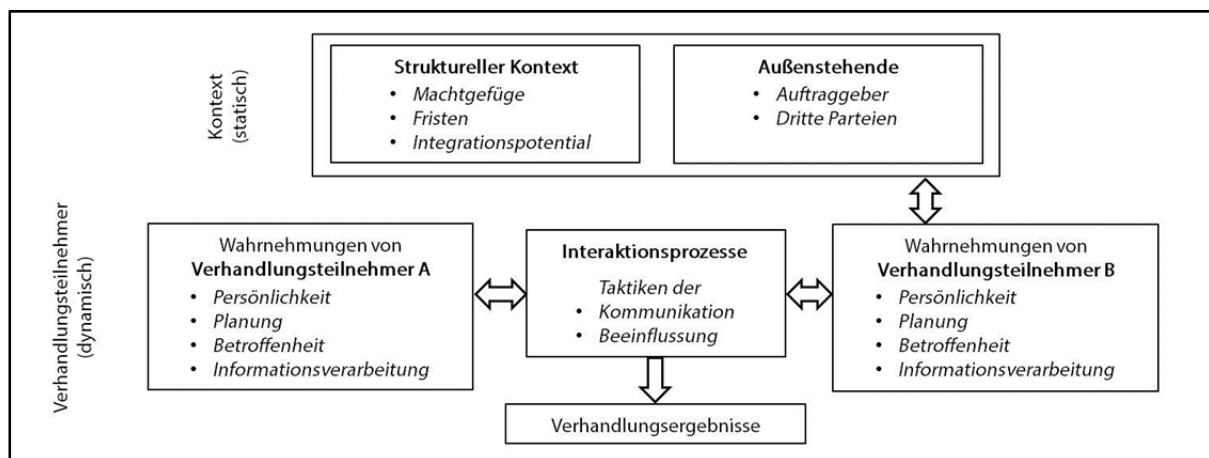 Kontext
(statisch)
Struktureller Kontext
• Machtgefüge
• Fristen
• Integrationspotential
Außenstehende
• Auftraggeber
• Dritte Parteien
Verhandlungsteilnehmer
(dynamisch)
Wahrnehmungen von
Verhandlungsteilnehmer A
• Persönlichkeit
• Planung
• Betroffenheit
• Informationsverarbeitung
Interaktionsprozesse
Taktiken der
• Kommunikation
• Beeinflussung
Wahrnehmungen von
Verhandlungsteilnehmer B
• Persönlichkeit
• Planung
• Betroffenheit
• Informationsverarbeitung
Verhandlungsergebnisse